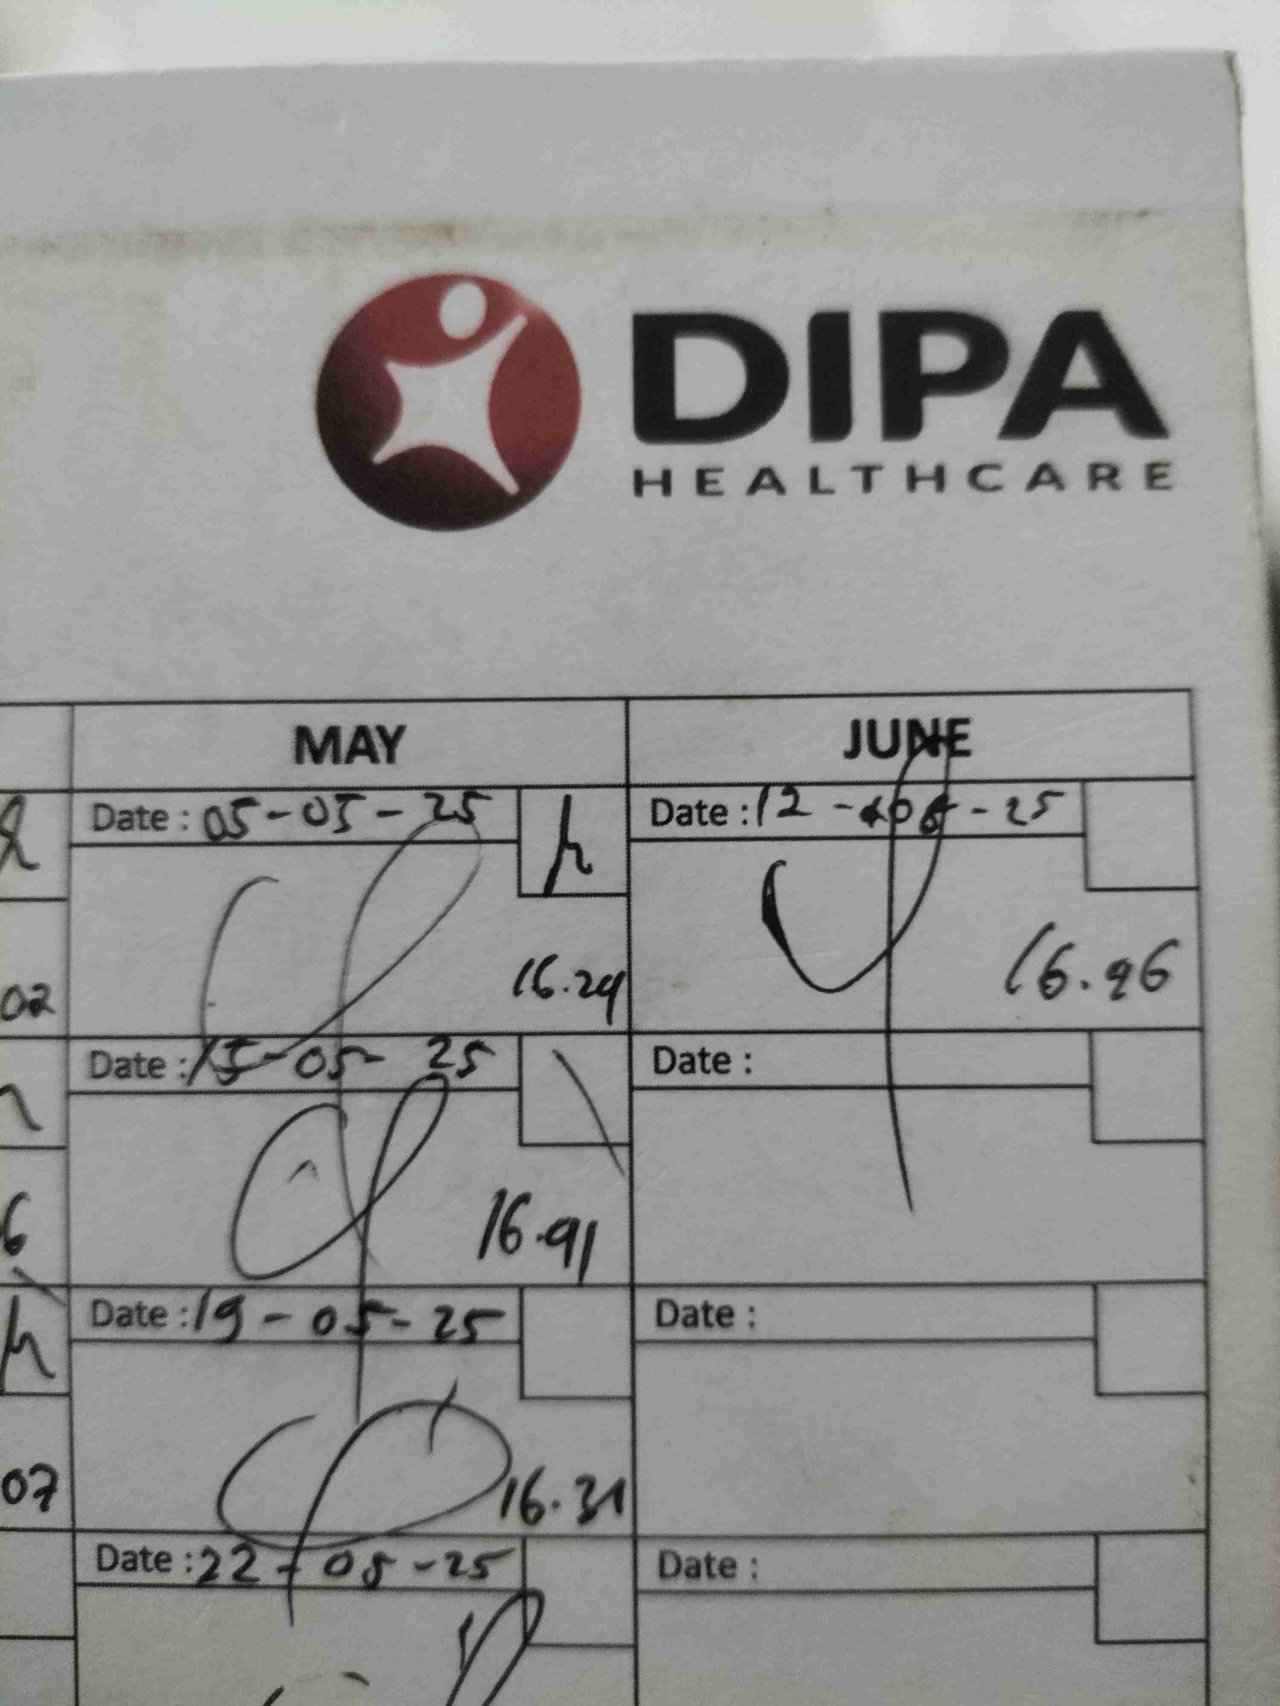 DIPA
HEALTHCARE
MAY JUNE
Date : 05-05-25 Date : 12 - 06 - 25
02 16.29 16.96
Date : 15-05-25 Date :
6 16.91
Date : 19-05-25 Date :
07 16.31
Date : 22-05-25 Date :